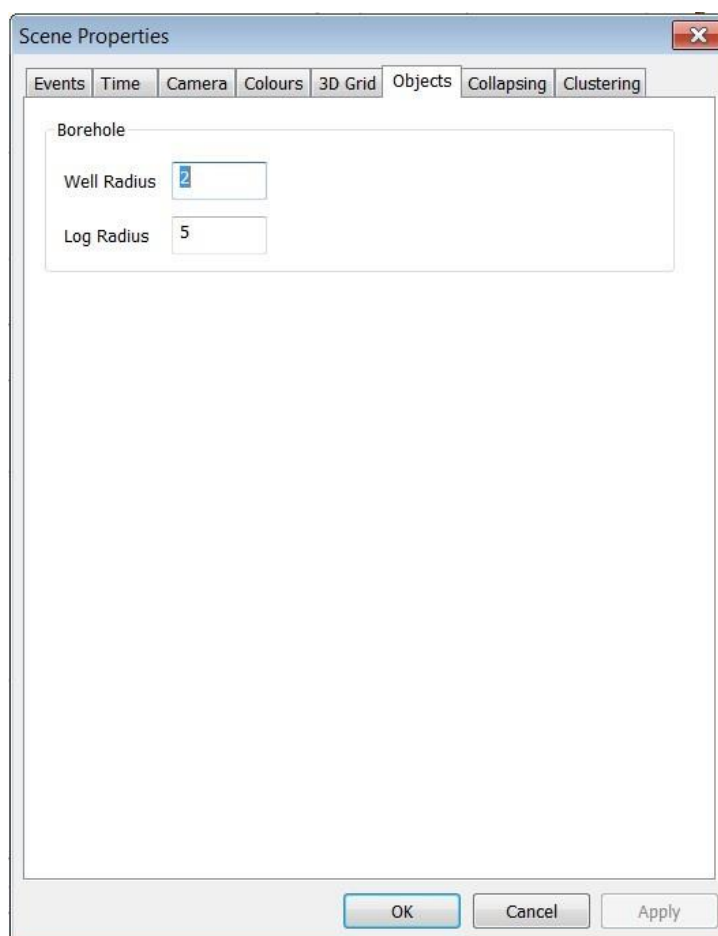 Scene Properties
Events Time Camera Colours 3D Grid Objects Collapsing Clustering
Borehole
Well Radius 2
Log Radius 5
OK Cancel Apply